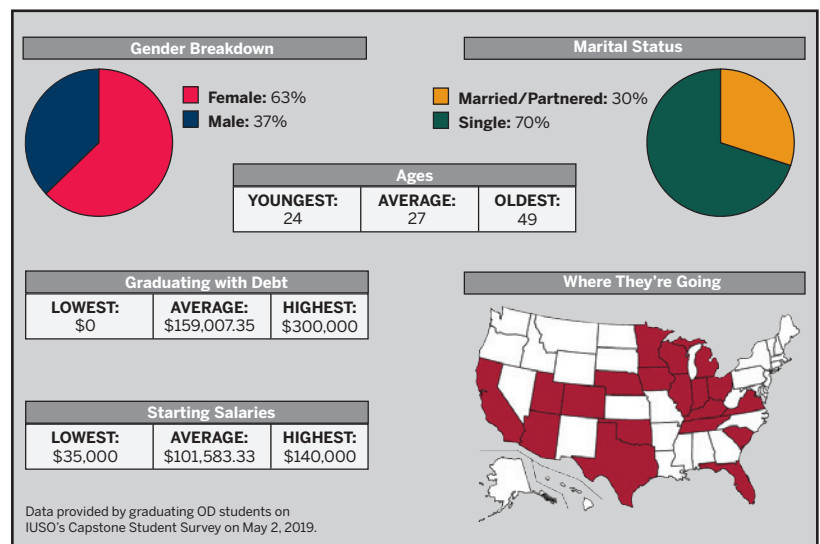 Gender Breakdown
Female: 63%
Male: 37%
Marital Status
Married/Partnered: 30%
Single: 70%
Ages
YOUNGEST: AVERAGE: OLDEST:
24 27 49
Graduating with Debt
LOWEST: AVERAGE: HIGHEST:
$0 $159,007.35 $300,000
Where They're Going
Starting Salaries
LOWEST: AVERAGE: HIGHEST:
$35,000 $101,583.33 $140,000
Data provided by graduating OD students on
IUSO's Capstone Student Survey on May 2, 2019.